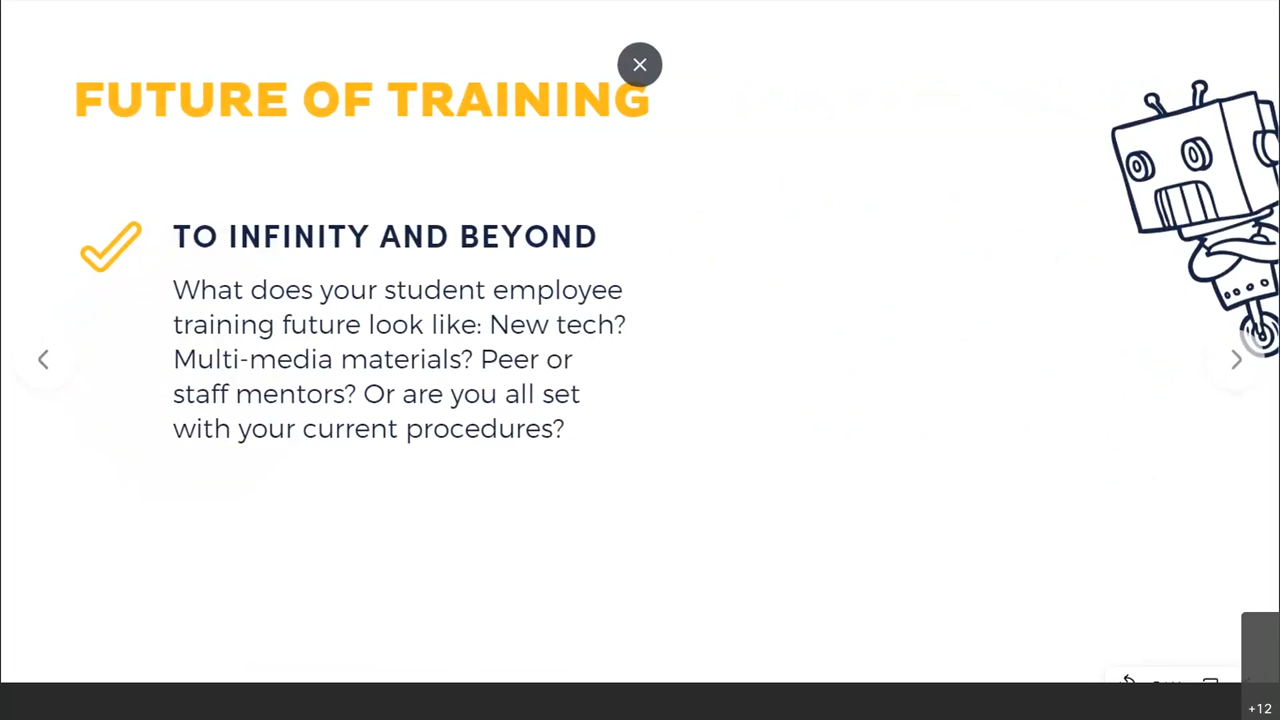 FUTURE OF TRAINING
TO INFINITY AND BEYOND
What does your student employee
training future look like: New tech?
Multi-media materials? Peer or
staff mentors? Or are you all set
with your current procedures?
+12